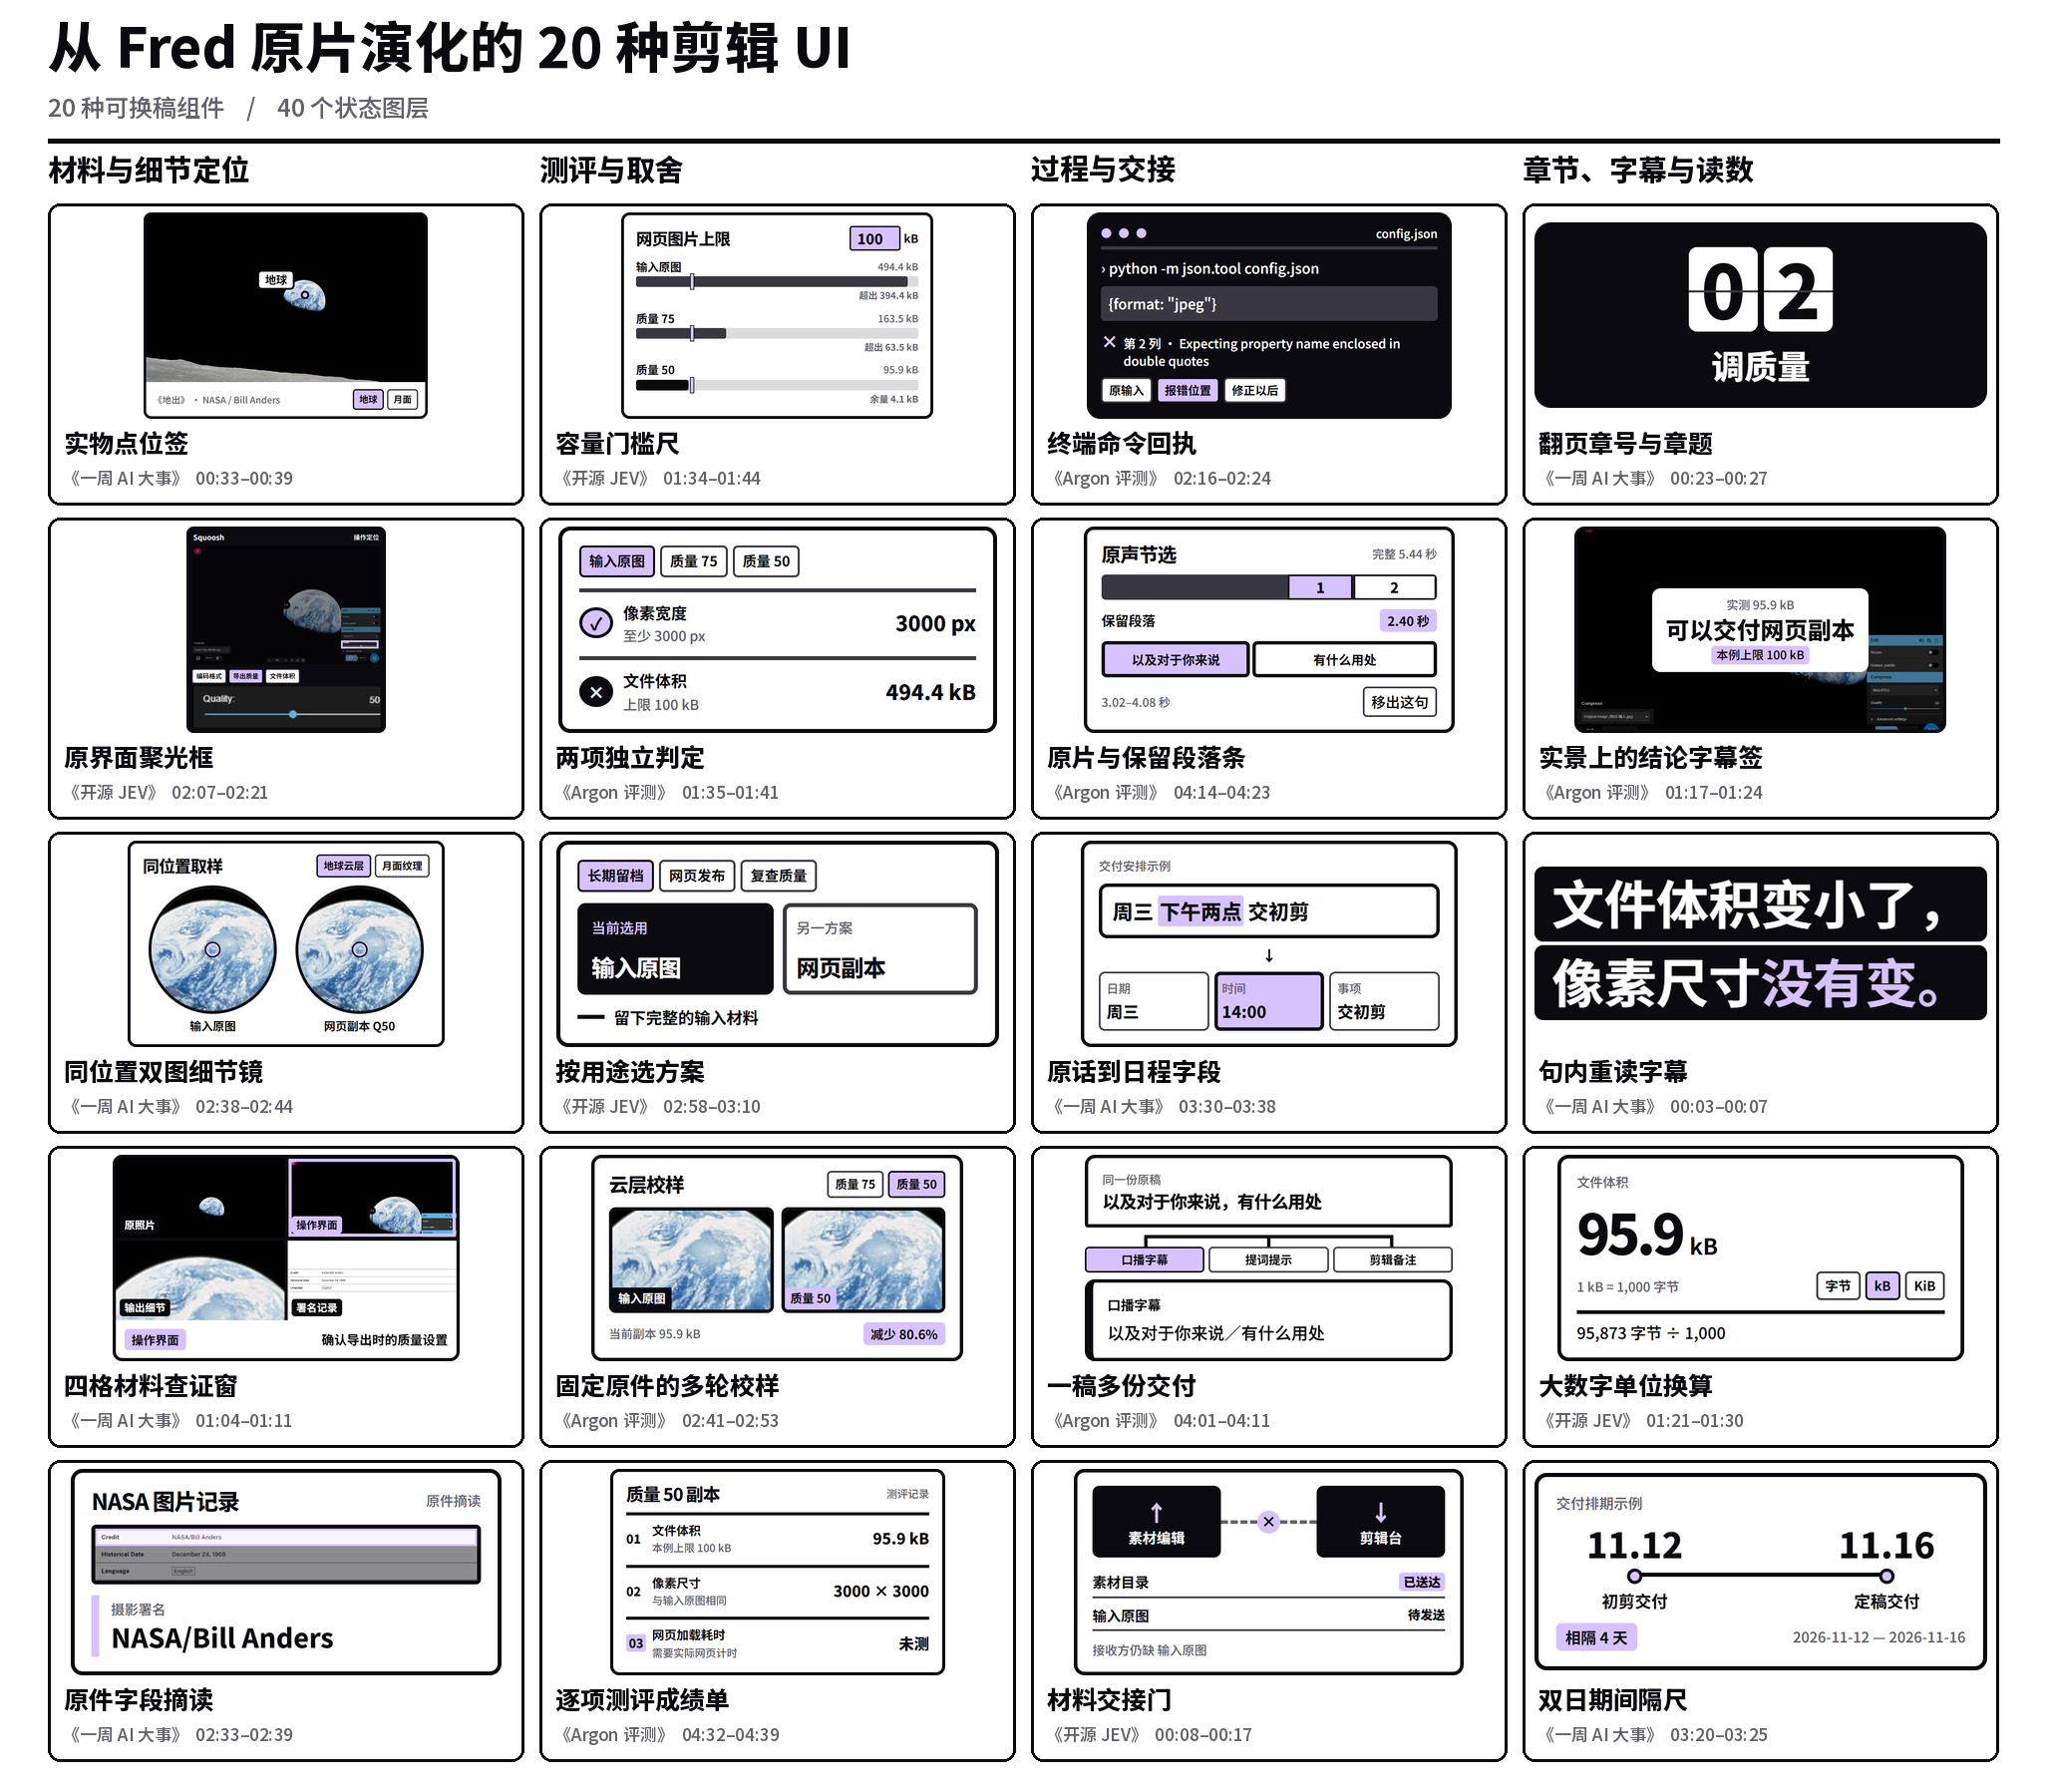 从 Fred 原片演化的 20 种剪辑 UI
20 种可换稿组件 / 40 个状态图层
材料与细节定位
测评与取舍
过程与交接
章节、字幕与读数
地球
《地出》 · NASA / Bill Anders
地球
月面
实物点位签
《一周 AI 大事》 00:33–00:39
网页图片上限
100 kB
输入原图
494.4 kB
超出 394.4 kB
质量 75
163.5 kB
超出 63.5 kB
质量 50
95.9 kB
余量 4.1 kB
容量门槛尺
《开源 JEV》 01:34–01:44
config.json
› python -m json.tool config.json
{format: "jpeg"}
× 第 2 列 · Expecting property name enclosed in
double quotes
原输入
报错位置
修正以后
终端命令回执
《Argon 评测》 02:16–02:24
02
调质量
翻页章号与章题
《一周 AI 大事》 00:23–00:27
Squoosh
操作定位
编码格式
导出质量
文件体积
Quality:
50
原界面聚光框
《开源 JEV》 02:07–02:21
输入原图
质量 75
质量 50
像素宽度
至少 3000 px
3000 px
文件体积
上限 100 kB
494.4 kB
两项独立判定
《Argon 评测》 01:35–01:41
原声节选
完整 5.44 秒
1
2
保留段落
2.40 秒
以及对于你来说
有什么用处
3.02–4.08 秒
移出这句
原片与保留段落条
《Argon 评测》 04:14–04:23
实测 95.9 kB
可以交付网页副本
本例上限 100 kB
Compress
实景上的结论字幕签
《Argon 评测》 01:17–01:24
同位置取样
地球云层
月面纹理
输入原图
网页副本 Q50
同位置双图细节镜
《一周 AI 大事》 02:38–02:44
长期留档
网页发布
复查质量
当前选用
输入原图
另一方案
网页副本
留下完整的输入材料
按用途选方案
《开源 JEV》 02:58–03:10
交付安排示例
周三 下午两点 交初剪
↓
日期
周三
时间
14:00
事项
交初剪
原话到日程字段
《一周 AI 大事》 03:30–03:38
文件体积变小了，
像素尺寸没有变。
句内重读字幕
《一周 AI 大事》 00:03–00:07
原照片
操作界面
输出细节
署名记录
操作界面
确认导出时的质量设置
四格材料查证窗
《一周 AI 大事》 01:04–01:11
云层校样
质量 75
质量 50
输入原图
质量 50
当前副本 95.9 kB
减少 80.6%
固定原件的多轮校样
《Argon 评测》 02:41–02:53
同一份原稿
以及对于你来说，有什么用处
口播字幕
提词提示
剪辑备注
口播字幕
以及对于你来说／有什么用处
一稿多份交付
《Argon 评测》 04:01–04:11
文件体积
95.9 kB
1 kB = 1,000 字节
字节
kB
KiB
95,873 字节 ÷ 1,000
大数字单位换算
《开源 JEV》 01:21–01:30
NASA 图片记录
原件摘读
Credit NASA/Bill Anders
Historical Date December 24, 1968
Language English
摄影署名
NASA/Bill Anders
原件字段摘读
《一周 AI 大事》 02:33–02:39
质量 50 副本
测评记录
01 文件体积
本例上限 100 kB
95.9 kB
02 像素尺寸
与输入原图相同
3000 × 3000
03 网页加载耗时
需要实际网页计时
未测
逐项测评成绩单
《Argon 评测》 04:32–04:39
↑
素材编辑
×
↓
剪辑台
素材目录
已送达
输入原图
待发送
接收方仍缺 输入原图
材料交接门
《开源 JEV》 00:08–00:17
交付排期示例
11.12
11.16
初剪交付
定稿交付
相隔 4 天
2026-11-12 — 2026-11-16
双日期间隔尺
《一周 AI 大事》 03:20–03:25